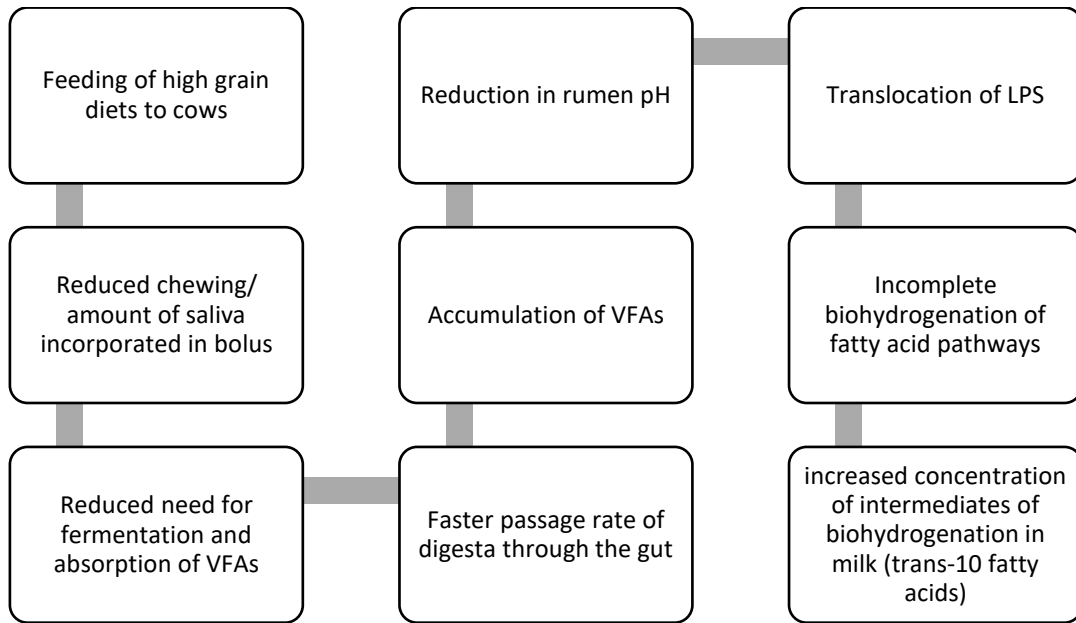 Feeding of high grain
diets to cows
Reduced chewing/
amount of saliva
incorporated in bolus
Reduced need for
fermentation and
absorption of VFAs
Faster passage rate of
digesta through the gut
Accumulation of VFAs
Reduction in rumen pH
Translocation of LPS
Incomplete
biohydrogenation of
fatty acid pathways
increased concentration
of intermediates of
biohydrogenation in
milk (trans-10 fatty
acids)